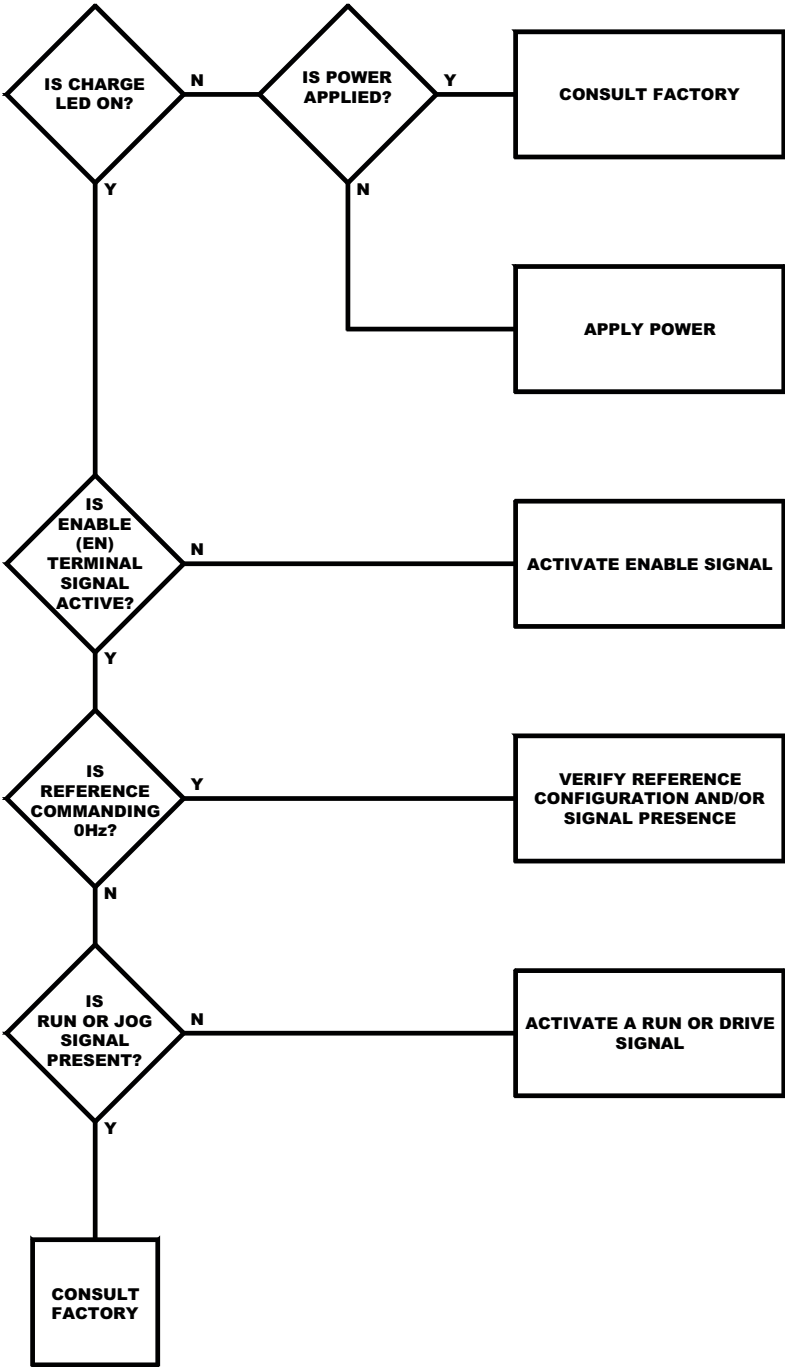 IS CHARGE
LED ON?
N
IS POWER
APPLIED?
Y
CONSULT FACTORY
Y
N
APPLY POWER
IS
ENABLE
(EN)
TERMINAL
SIGNAL
ACTIVE?
N
ACTIVATE ENABLE SIGNAL
Y
IS
REFERENCE
COMMANDING
0Hz?
Y
VERIFY REFERENCE
CONFIGURATION AND/OR
SIGNAL PRESENCE
N
IS
RUN OR JOG
SIGNAL
PRESENT?
N
ACTIVATE A RUN OR DRIVE
SIGNAL
Y
CONSULT
FACTORY